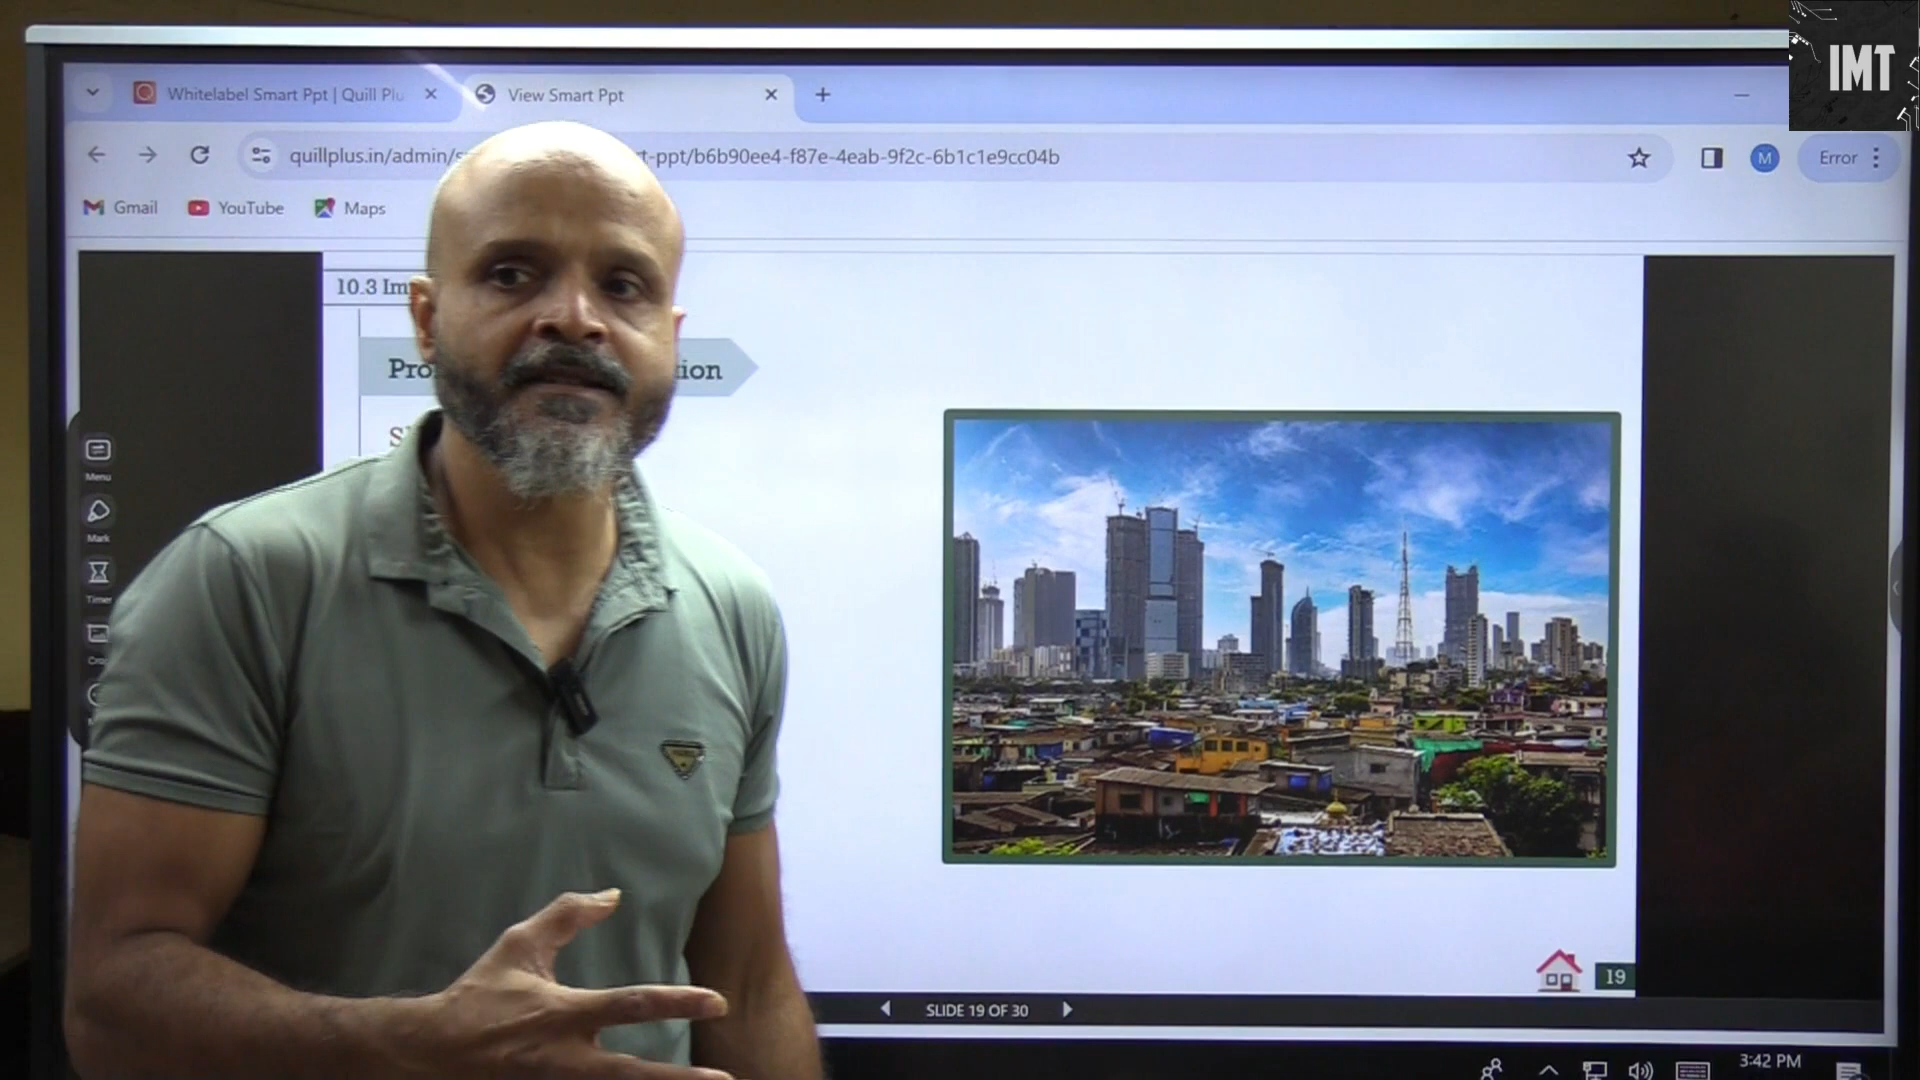 IMT
Whitelabel Smart Ppt | Quill Plu
View Smart Ppt
quillplus.in/admin/s t-ppt/b6b90ee4-f87e-4eab-9f2c-6b1c1e9cc04b
M
Error
Gmail
YouTube
Maps
10.3 Im
Pro ion
S
Menu
Mark
Timer
19
SLIDE 19 OF 30
3:42 PM